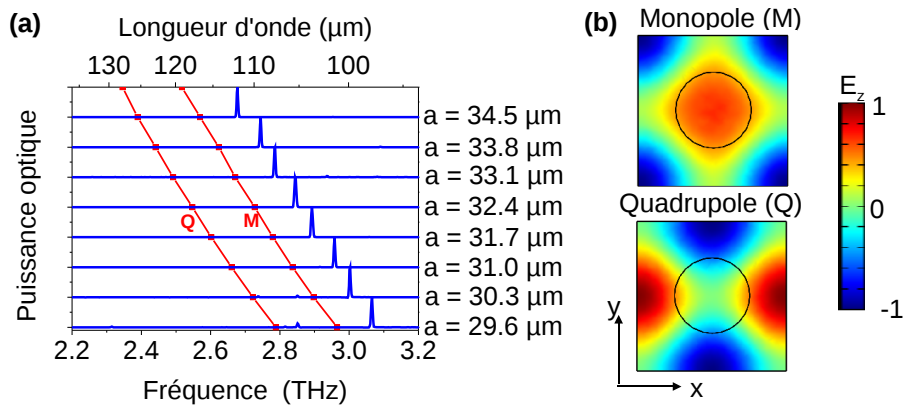 (a)
Longueur d'onde (µm)
130 120 110 100
Puissance optique
a = 34.5 µm
a = 33.8 µm
a = 33.1 µm
a = 32.4 µm
a = 31.7 µm
a = 31.0 µm
a = 30.3 µm
a = 29.6 µm
Q
M
2.2 2.4 2.6 2.8 3.0 3.2
Fréquence (THz)
(b)
Monopole (M)
Quadrupole (Q)
y
x
E_z
1
0
-1